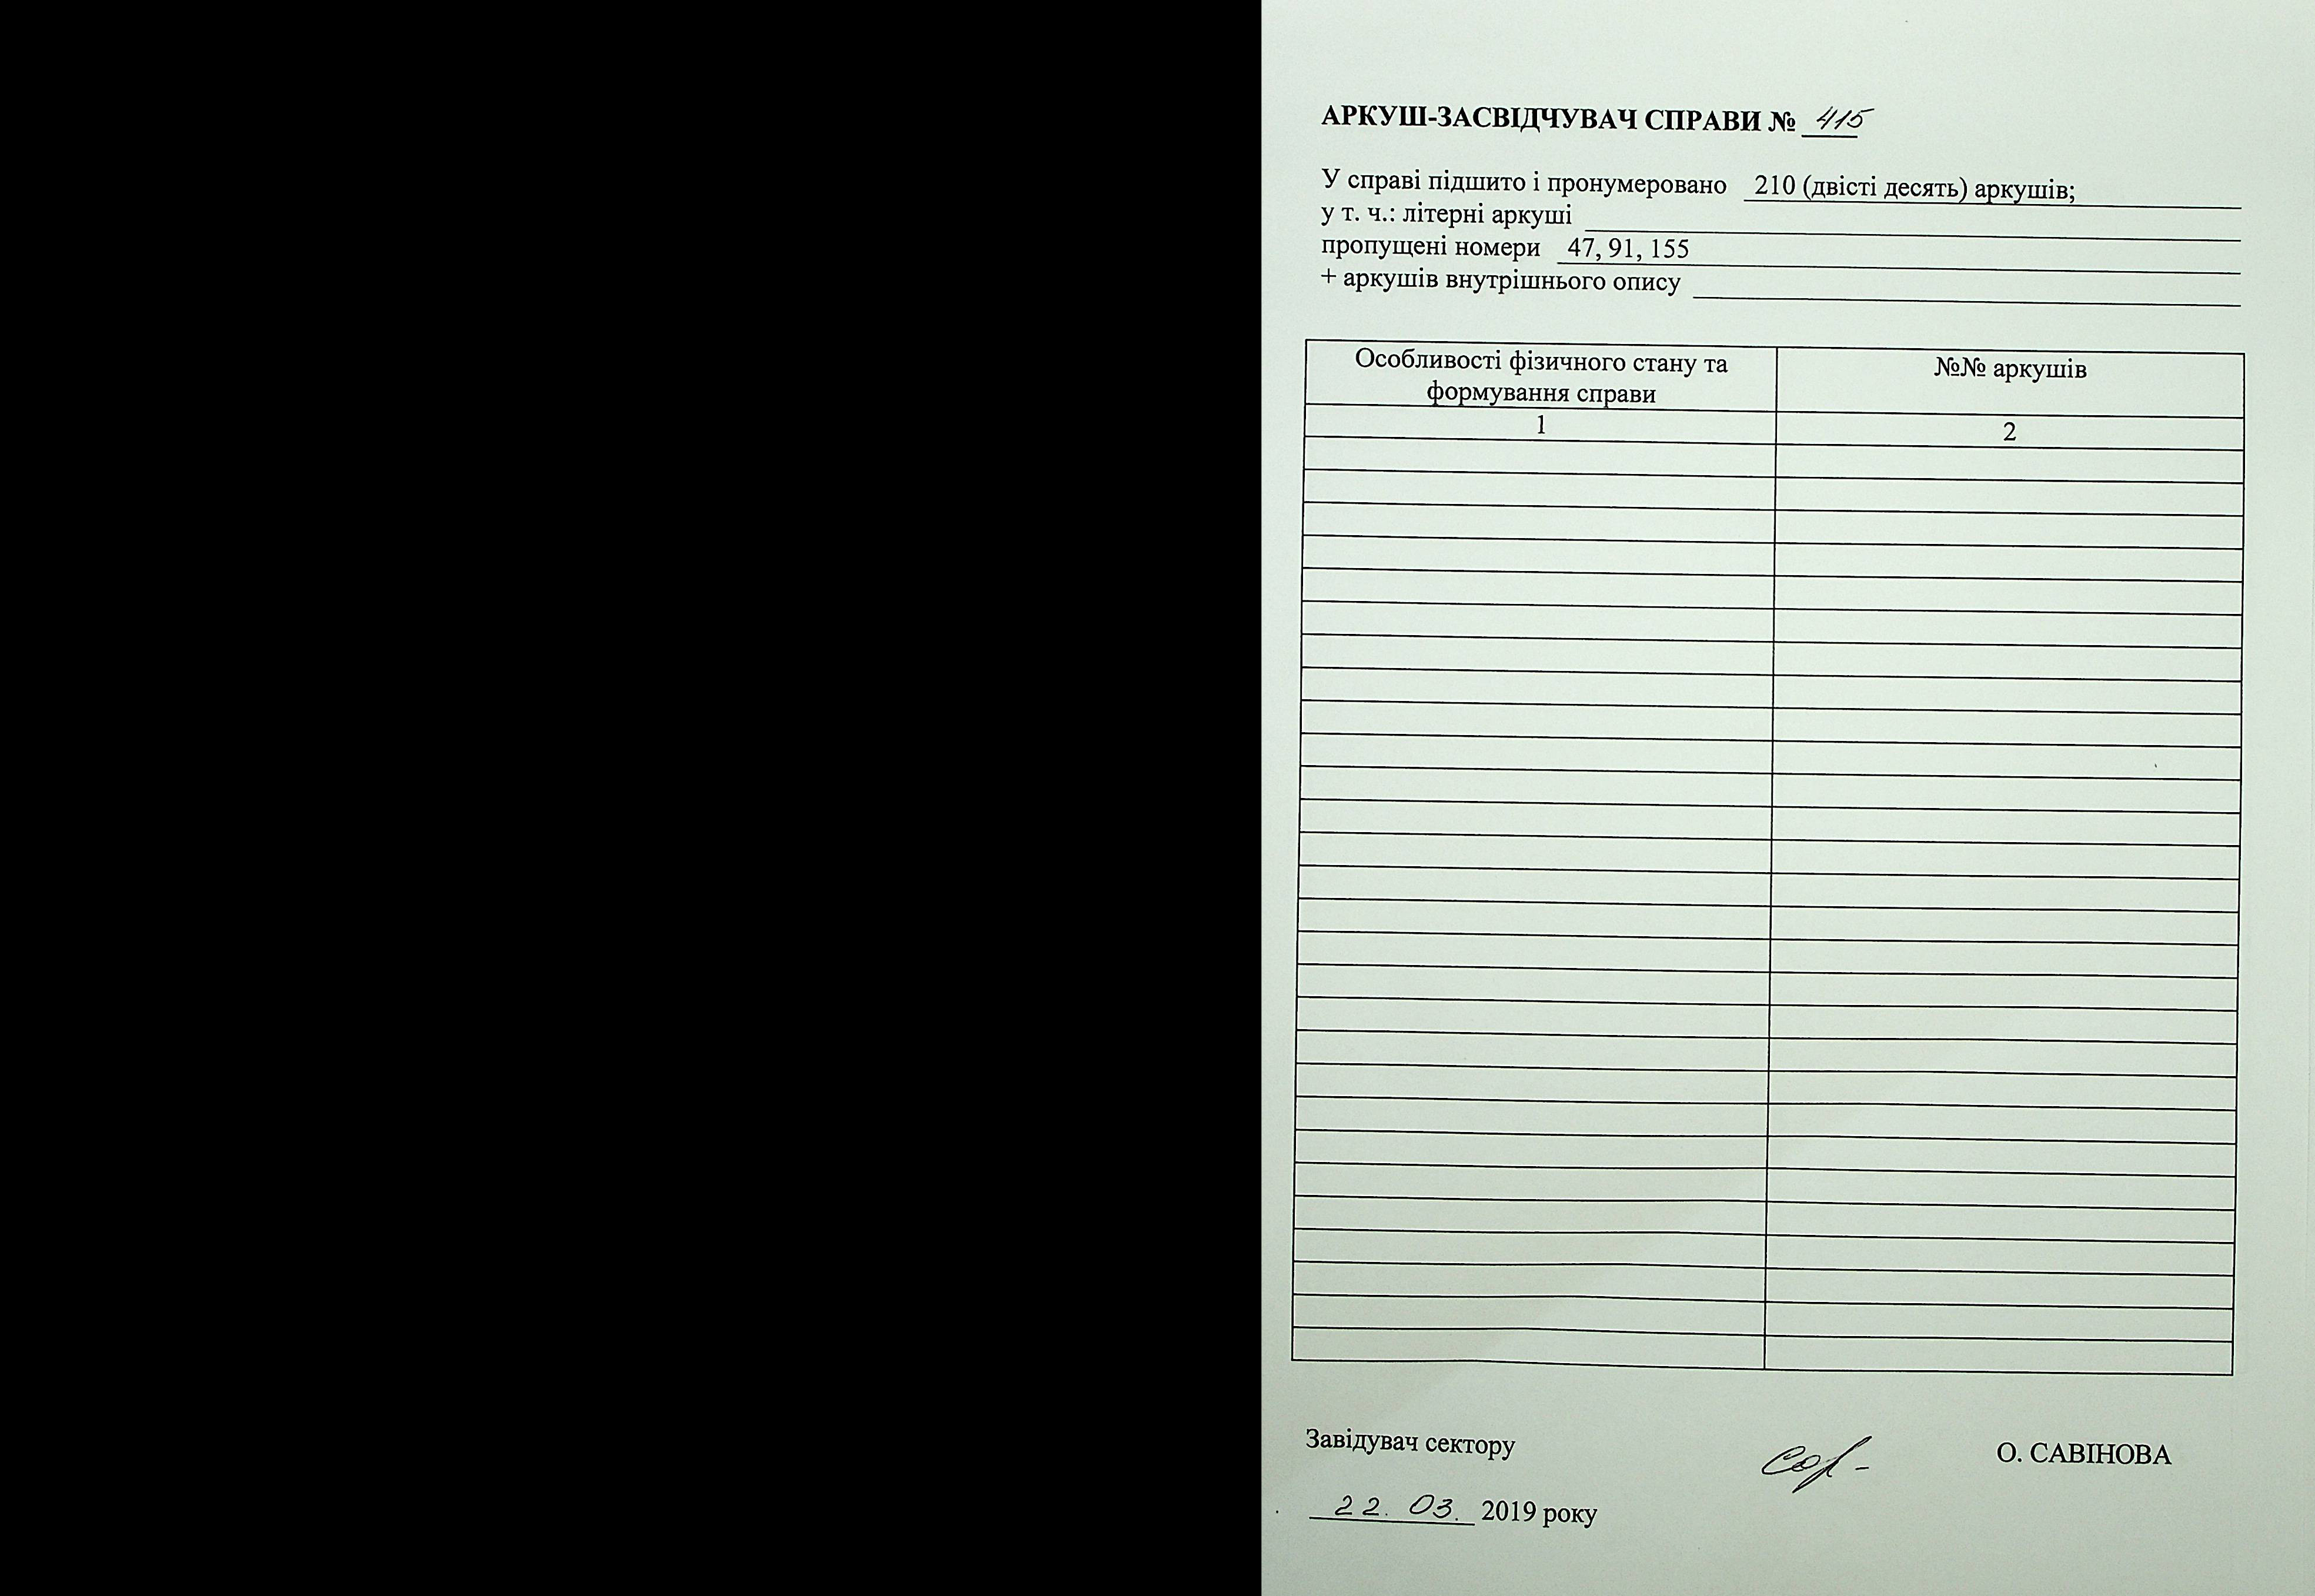 АРКУШ-ЗАСВІДЧУВАЧ СПРАВИ № 415
У справі підшито і пронумеровано 210 (двісті десять) аркушів;
у т. ч.: літерні аркуші
пропущені номери 47, 91, 155
+ аркушів внутрішнього опису
Особливості фізичного стану та
формування справи
№№ аркушів
1 2
Завідувач сектору О. САВІНОВА
22. 03. 2019 року